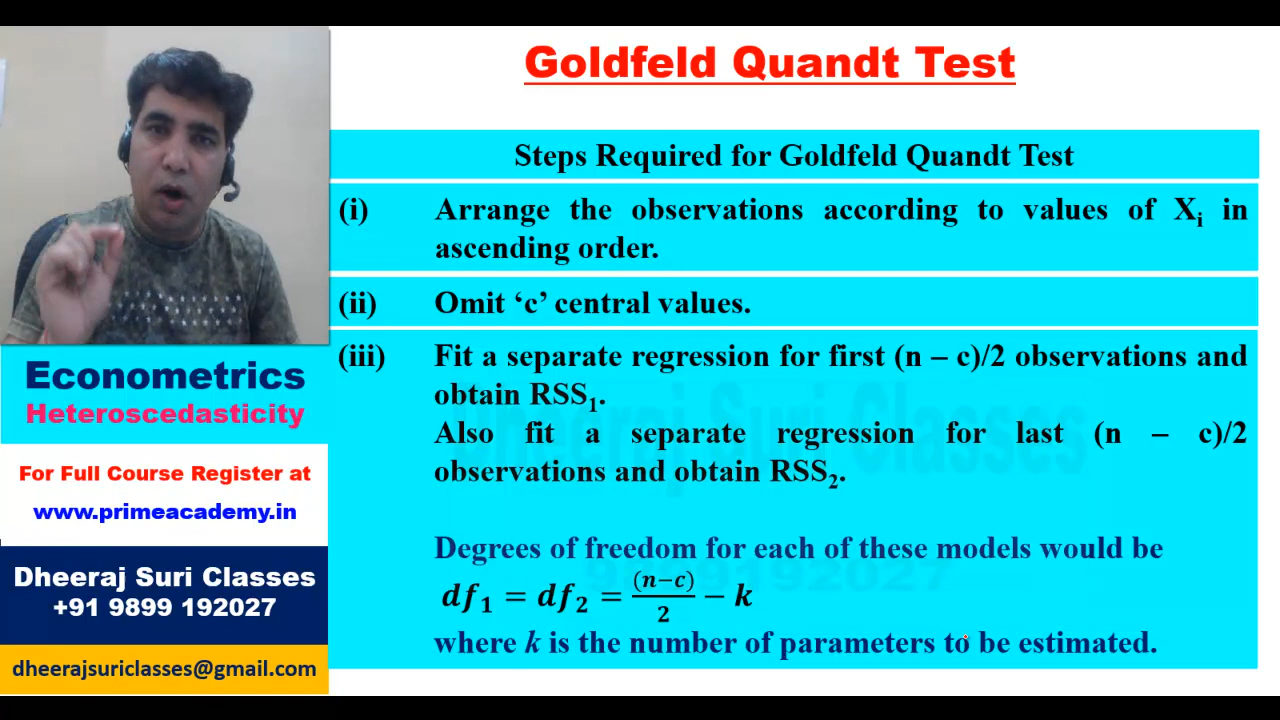 Goldfeld Quandt Test
Steps Required for Goldfeld Quandt Test
(i) Arrange the observations according to values of Xᵢ in
ascending order.
(ii) Omit ‘c’ central values.
(iii) Fit a separate regression for first (n – c)/2 observations and
obtain RSS₁.
Also fit a separate regression for last (n – c)/2
observations and obtain RSS₂.
Degrees of freedom for each of these models would be
df₁ = df₂ = (n−c)/2 − k
where k is the number of parameters to be estimated.
Econometrics
Heteroscedasticity
For Full Course Register at
www.primeacademy.in
Dheeraj Suri Classes
+91 9899 192027
dheerajsuriclasses@gmail.com
Dheeraj Suri Classes
9899192027